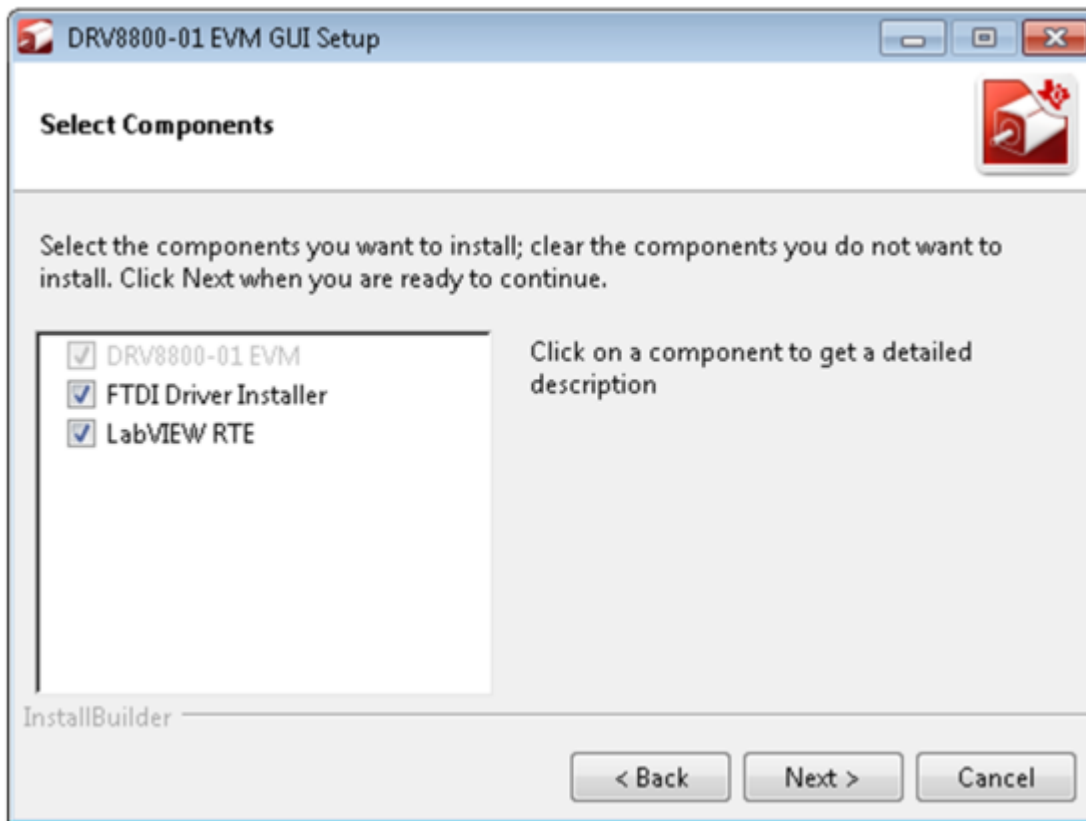 DRV8800-01 EVM GUI Setup
Select Components
Select the components you want to install; clear the components you do not want to
install. Click Next when you are ready to continue.
DRV8800-01 EVM
FTDI Driver Installer
LabVIEW RTE
Click on a component to get a detailed
description
InstallBuilder
< Back
Next >
Cancel